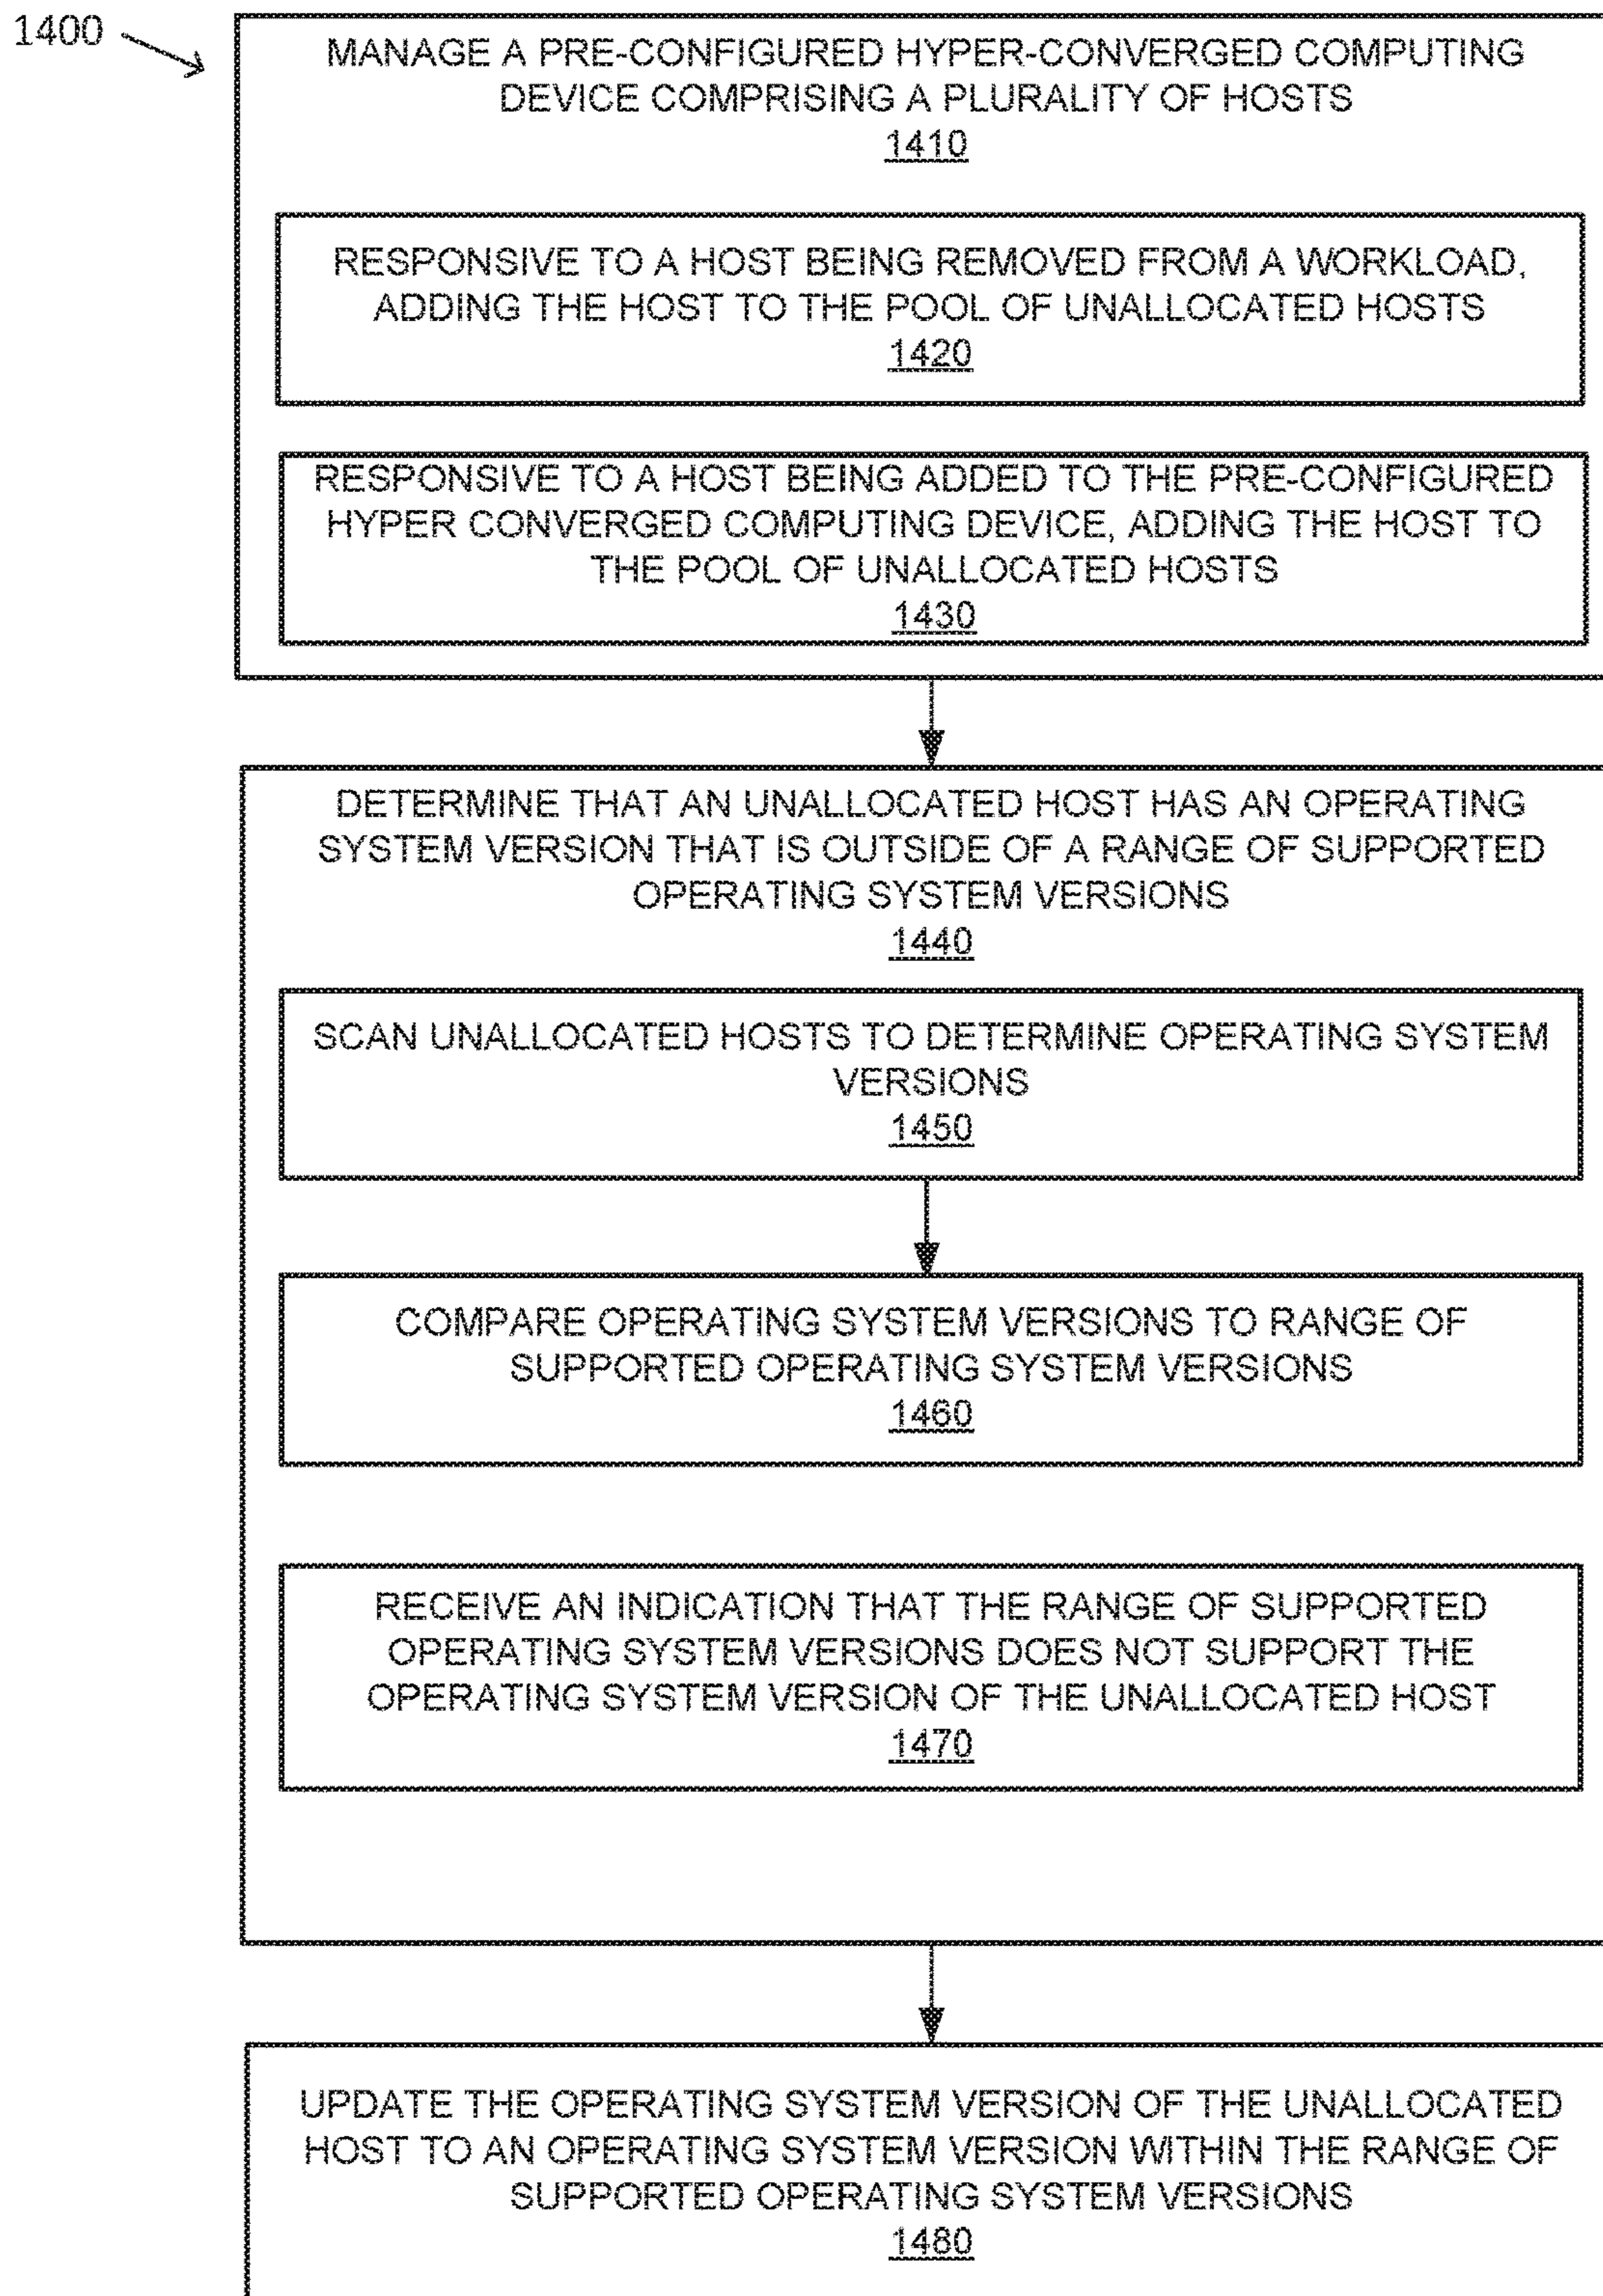 1400
MANAGE A PRE-CONFIGURED HYPER-CONVERGED COMPUTING
DEVICE COMPRISING A PLURALITY OF HOSTS
1410
RESPONSIVE TO A HOST BEING REMOVED FROM A WORKLOAD,
ADDING THE HOST TO THE POOL OF UNALLOCATED HOSTS
1420
RESPONSIVE TO A HOST BEING ADDED TO THE PRE-CONFIGURED
HYPER CONVERGED COMPUTING DEVICE, ADDING THE HOST TO
THE POOL OF UNALLOCATED HOSTS
1430
DETERMINE THAT AN UNALLOCATED HOST HAS AN OPERATING
SYSTEM VERSION THAT IS OUTSIDE OF A RANGE OF SUPPORTED
OPERATING SYSTEM VERSIONS
1440
SCAN UNALLOCATED HOSTS TO DETERMINE OPERATING SYSTEM
VERSIONS
1450
COMPARE OPERATING SYSTEM VERSIONS TO RANGE OF
SUPPORTED OPERATING SYSTEM VERSIONS
1460
RECEIVE AN INDICATION THAT THE RANGE OF SUPPORTED
OPERATING SYSTEM VERSIONS DOES NOT SUPPORT THE
OPERATING SYSTEM VERSION OF THE UNALLOCATED HOST
1470
UPDATE THE OPERATING SYSTEM VERSION OF THE UNALLOCATED
HOST TO AN OPERATING SYSTEM VERSION WITHIN THE RANGE OF
SUPPORTED OPERATING SYSTEM VERSIONS
1480